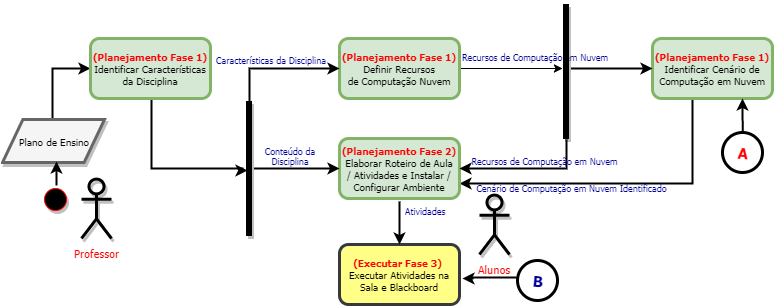 (Planejamento Fase 1)
Identificar Características
da Disciplina
Características da Disciplina
(Planejamento Fase 1)
Definir Recursos
de Computação Nuvem
Recursos de Computação em Nuvem
(Planejamento Fase 1)
Identificar Cenário de
Computação em Nuvem
Plano de Ensino
Conteúdo da
Disciplina
(Planejamento Fase 2)
Elaborar Roteiro de Aula
/ Atividades e Instalar /
Configurar Ambiente
Recursos de Computação em Nuvem
A
Cenário de Computação em Nuvem Identificado
Atividades
Professor
(Executar Fase 3)
Executar Atividades na
Sala e Blackboard
Alunos
B